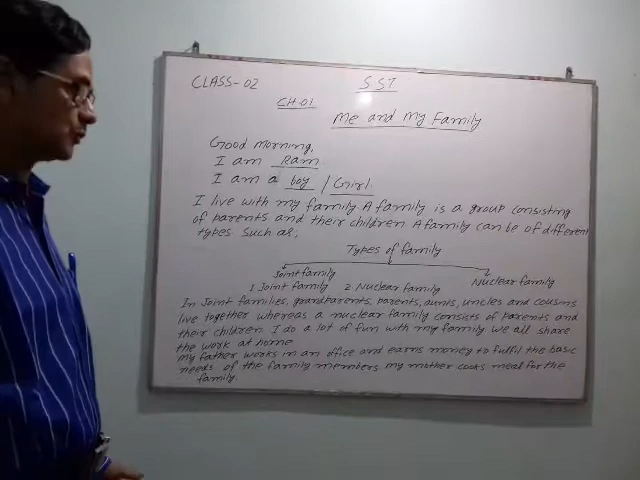 CLASS-02 SST
CH-01
Me and My Family
Good morning,
I am Ram
I am a boy / Girl
I live with my family A family is a group consisting
of parents and their children A family can be of different
types such as,
Types of family
Joint family Nuclear family
1 Joint family 2 Nuclear family
In Joint families, grandparents, parents, aunts, uncles and cousins
live together whereas a nuclear family consists of parents and
their children I do a lot of fun with my family we all share
the work at home
my father works in an office and earns money to fulfil the basic
needs of the family members my mother cooks meal for the
family.